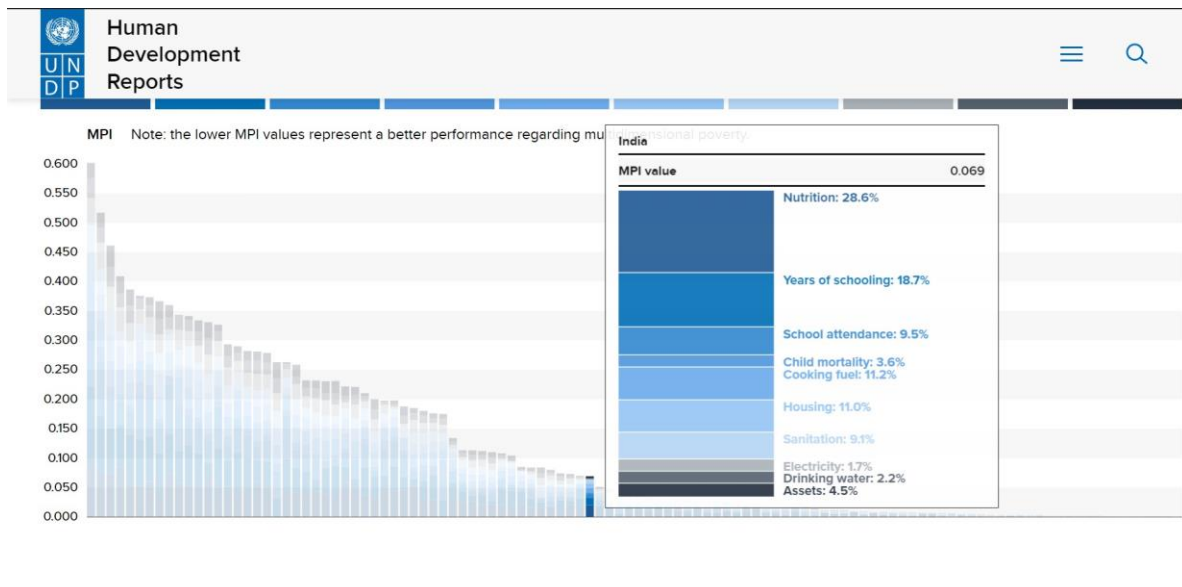 Human
Development
Reports
U N
D P
MPI Note: the lower MPI values represent a better performance regarding multidimensional poverty.
India
MPI value 0.069
Nutrition: 28.6%
Years of schooling: 18.7%
School attendance: 9.5%
Child mortality: 3.6%
Cooking fuel: 11.2%
Housing: 11.0%
Sanitation: 9.1%
Electricity: 1.7%
Drinking water: 2.2%
Assets: 4.5%
0.600
0.550
0.500
0.450
0.400
0.350
0.300
0.250
0.200
0.150
0.100
0.050
0.000